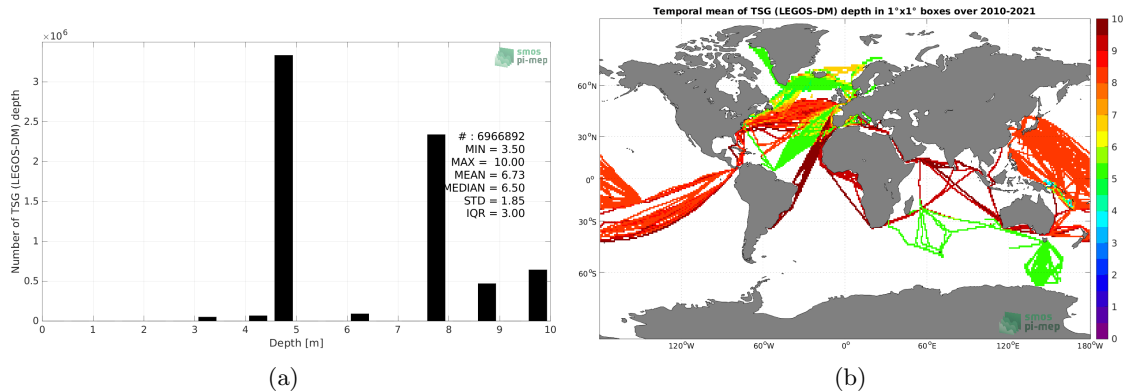 ×10⁶
3
2.5
2
1.5
1
0.5
0
Number of TSG (LEGOS-DM) depth
smos
pi-mep
# : 6966892
MIN = 3.50
MAX = 10.00
MEAN = 6.73
MEDIAN = 6.50
STD = 1.85
IQR = 3.00
0 1 2 3 4 5 6 7 8 9 10
Depth [m]
(a)
Temporal mean of TSG (LEGOS-DM) depth in 1°x1° boxes over 2010-2021
60°N
30°N
0°
30°S
60°S
120°W 60°W 0° 60°E 120°E 180°W
smos
pi-mep
10
9
8
7
6
5
4
3
2
1
0
(b)